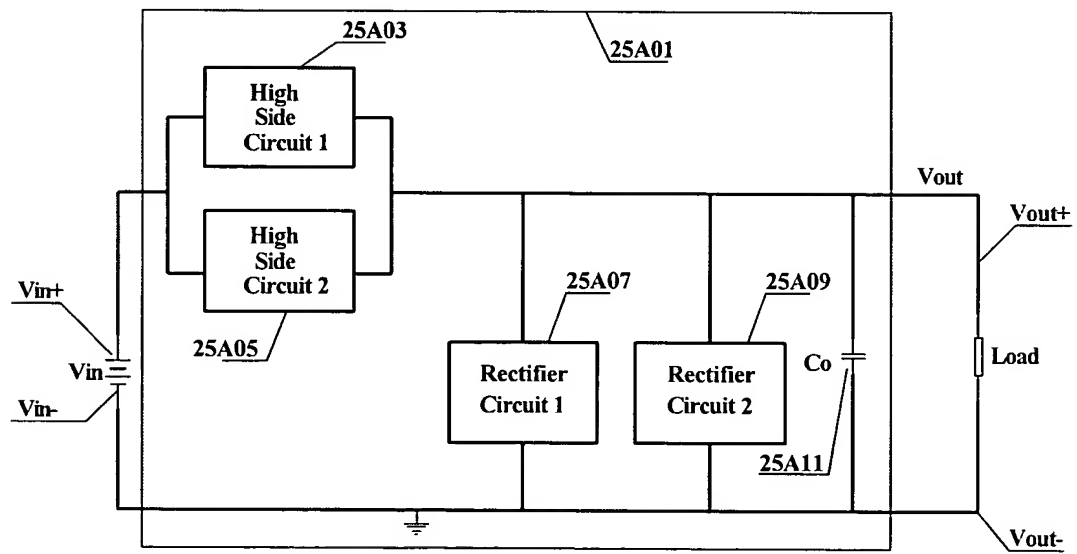 25A03
25A01
High
Side
Circuit 1
Vout
Vout+
High
Side
Circuit 2
25A07
25A09
Vin+
25A05
Vin
Rectifier
Circuit 1
Rectifier
Circuit 2
Co
Load
Vin-
25A11
Vout-